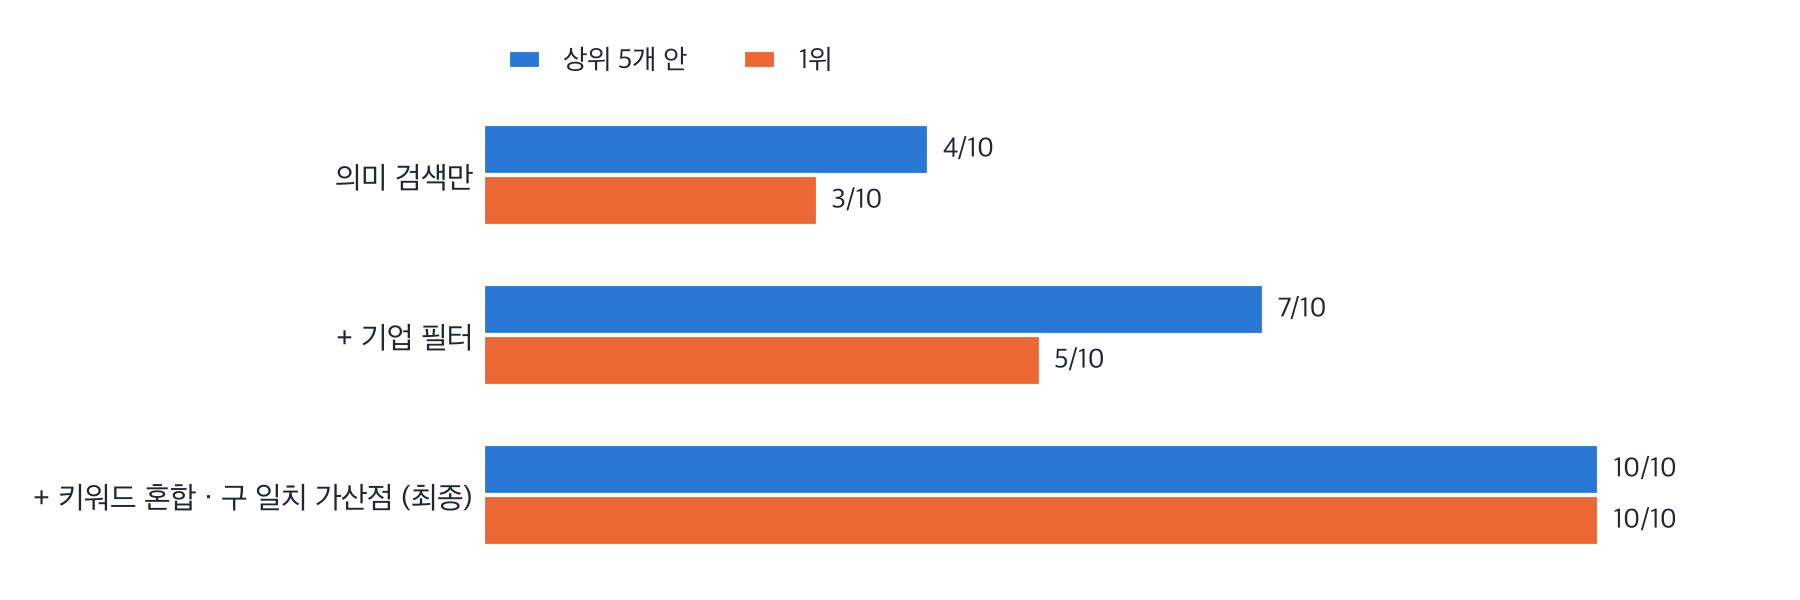 상위 5개 안 1위
4/10
의미 검색만
3/10
7/10
+ 기업 필터
5/10
10/10
+ 키워드 혼합 · 구 일치 가산점 (최종)
10/10